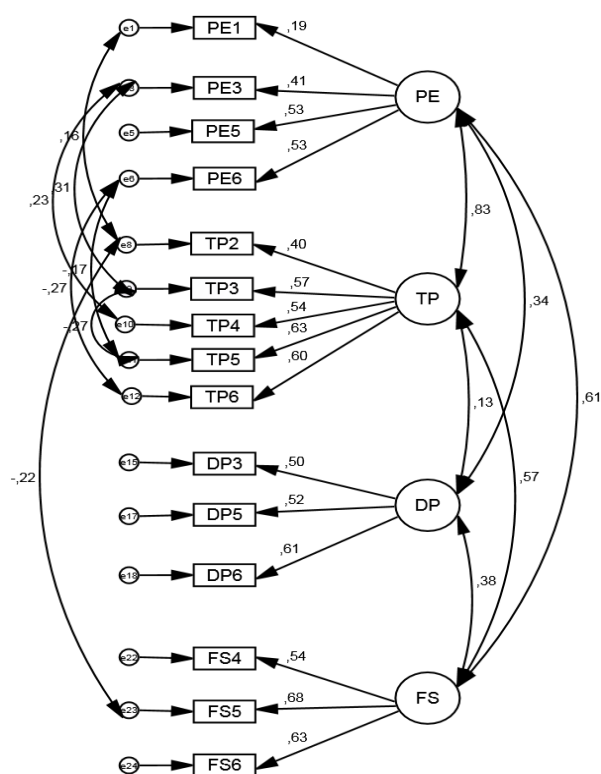 e1 PE1 ,19
PE3 ,41 PE
e5 PE5 ,53
,16
e6 PE6 ,53
,23 ,31
,83
e8 TP2 ,40
-,17
-,27
TP3 ,57 TP
,34
e10 TP4 ,54
-,27
TP5 ,63
e12 TP6 ,60
,61
,13
e15 DP3 ,50
,57
-,22
e17 DP5 ,52 DP
e18 DP6 ,61
,38
e22 FS4 ,54
e23 FS5 ,68 FS
e24 FS6 ,63